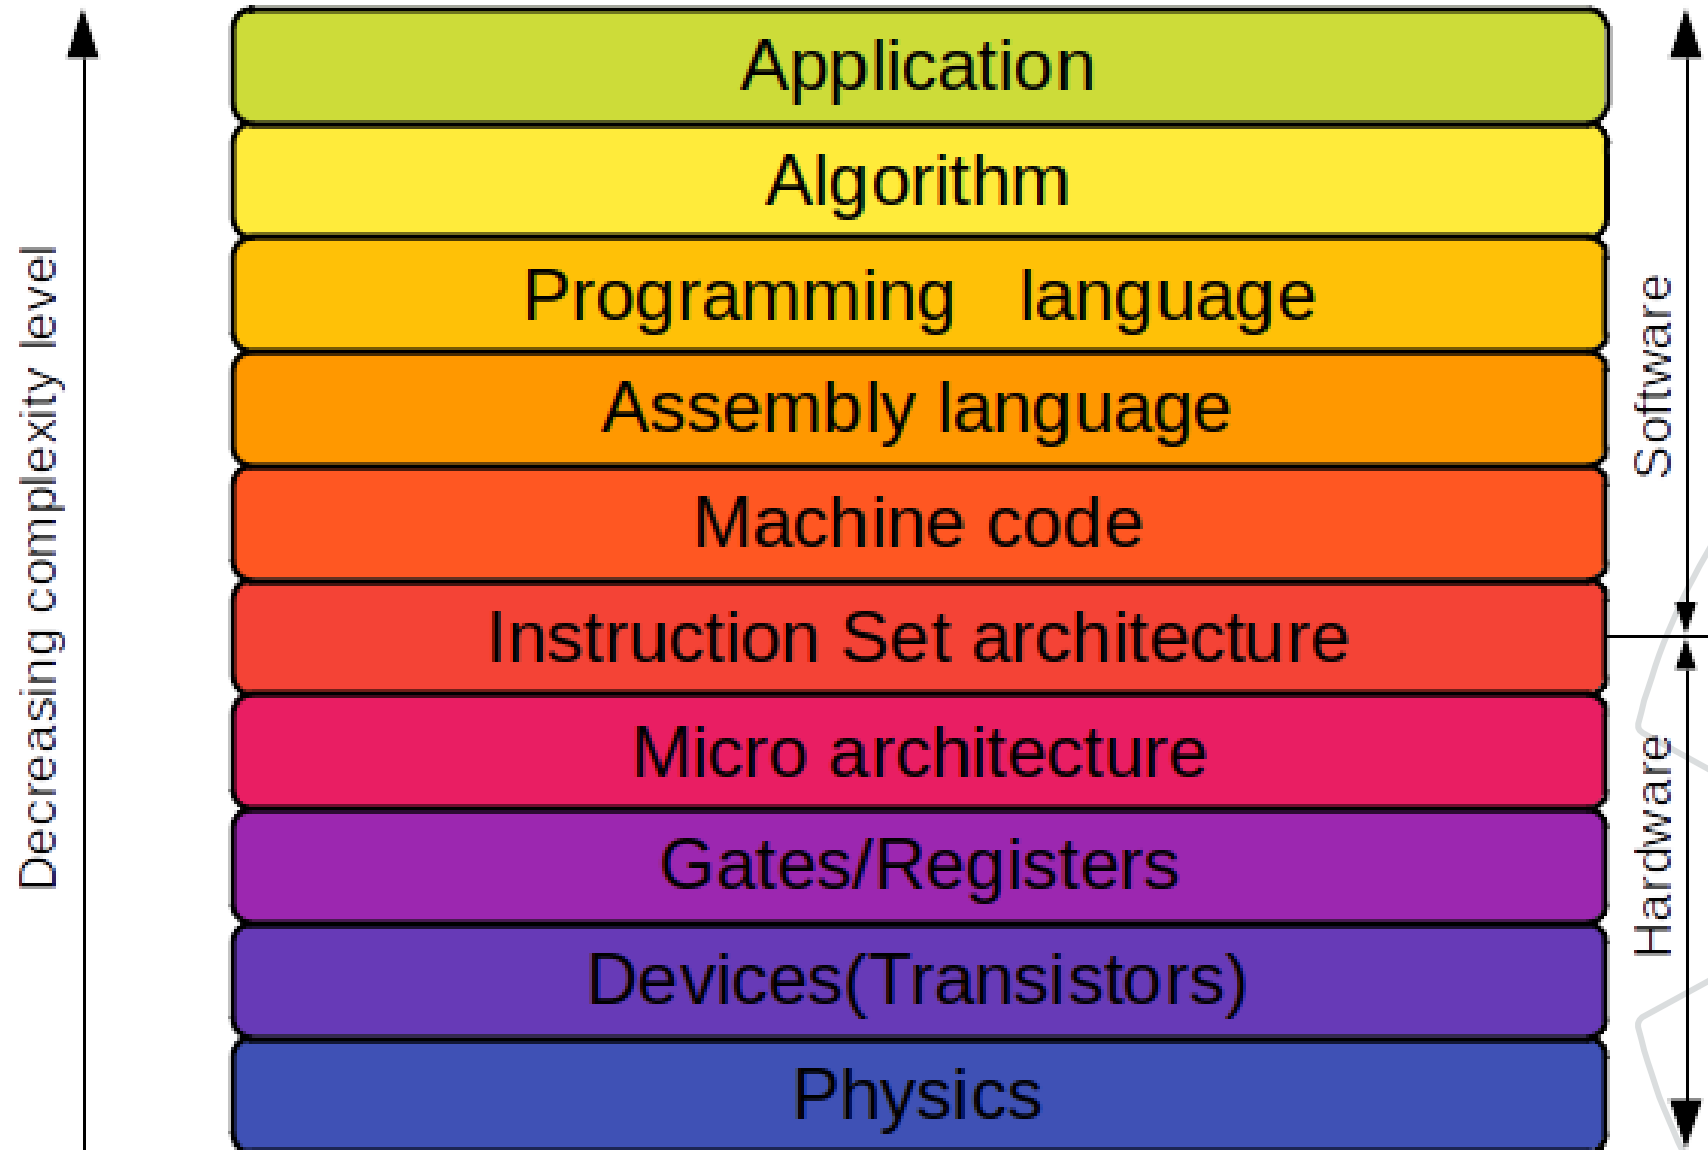 Application
Algorithm
Programming language
Assembly language
Machine code
Instruction Set architecture
Micro architecture
Gates/Registers
Devices(Transistors)
Physics
Decreasing complexity level
Software
Hardware